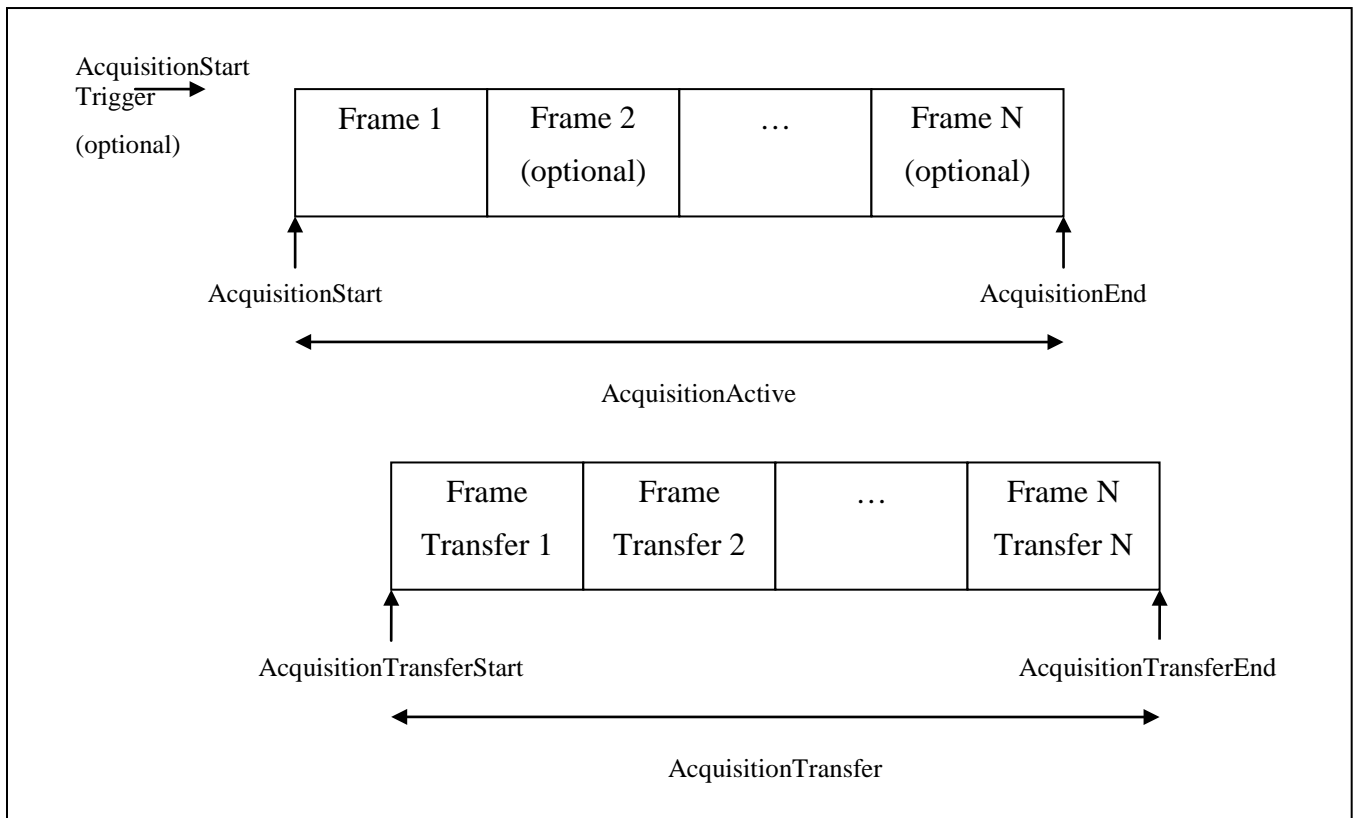 AcquisitionStart
Trigger
(optional)
Frame 1
Frame 2
(optional)
…
Frame N
(optional)
AcquisitionStart
AcquisitionEnd
AcquisitionActive
Frame
Transfer 1
Frame
Transfer 2
…
Frame N
Transfer N
AcquisitionTransferStart
AcquisitionTransferEnd
AcquisitionTransfer